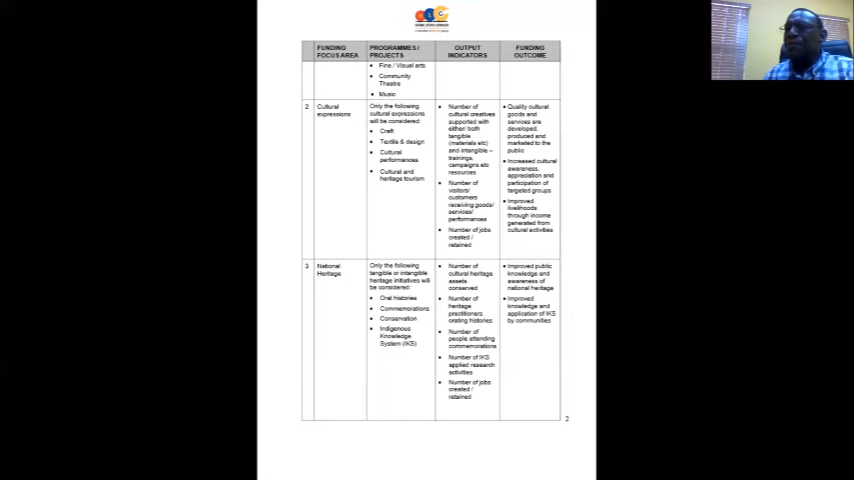 FUNDING
FOCUS AREA
PROGRAMMES /
PROJECTS
OUTPUT
INDICATORS
FUNDING
OUTCOME
• Fine / Visual arts
• Community
Theatre
• Music
2
Cultural
expressions
Only the following
cultural expressions
will be considered:
• Craft
• Textile & design
• Cultural
performances
• Cultural and
heritage tourism
• Number of
cultural creatives
supported with
either/ both
tangible
(materials etc)
and intangible –
trainings,
campaigns etc
resources
• Number of
visitors/
customers
receiving goods/
services/
performances
• Number of jobs
created /
retained
• Quality cultural
goods and
services are
developed,
produced and
marketed to the
public
• Increased cultural
awareness,
appreciation and
participation of
targeted groups
• Improved
livelihoods
through income
generated from
cultural activities
3
National
Heritage
Only the following
tangible or intangible
heritage initiatives will
be considered:
• Oral histories
• Commemorations
• Conservation
• Indigenous
Knowledge
System (IKS)
• Number of
cultural heritage
assets
conserved
• Number of
heritage
practitioners
orating histories
• Number of
people attending
commemorations
• Number of IKS
applied research
activities
• Number of jobs
created /
retained
• Improved public
knowledge and
awareness of
national heritage
• Improved
knowledge and
application of IKS
by communities
2